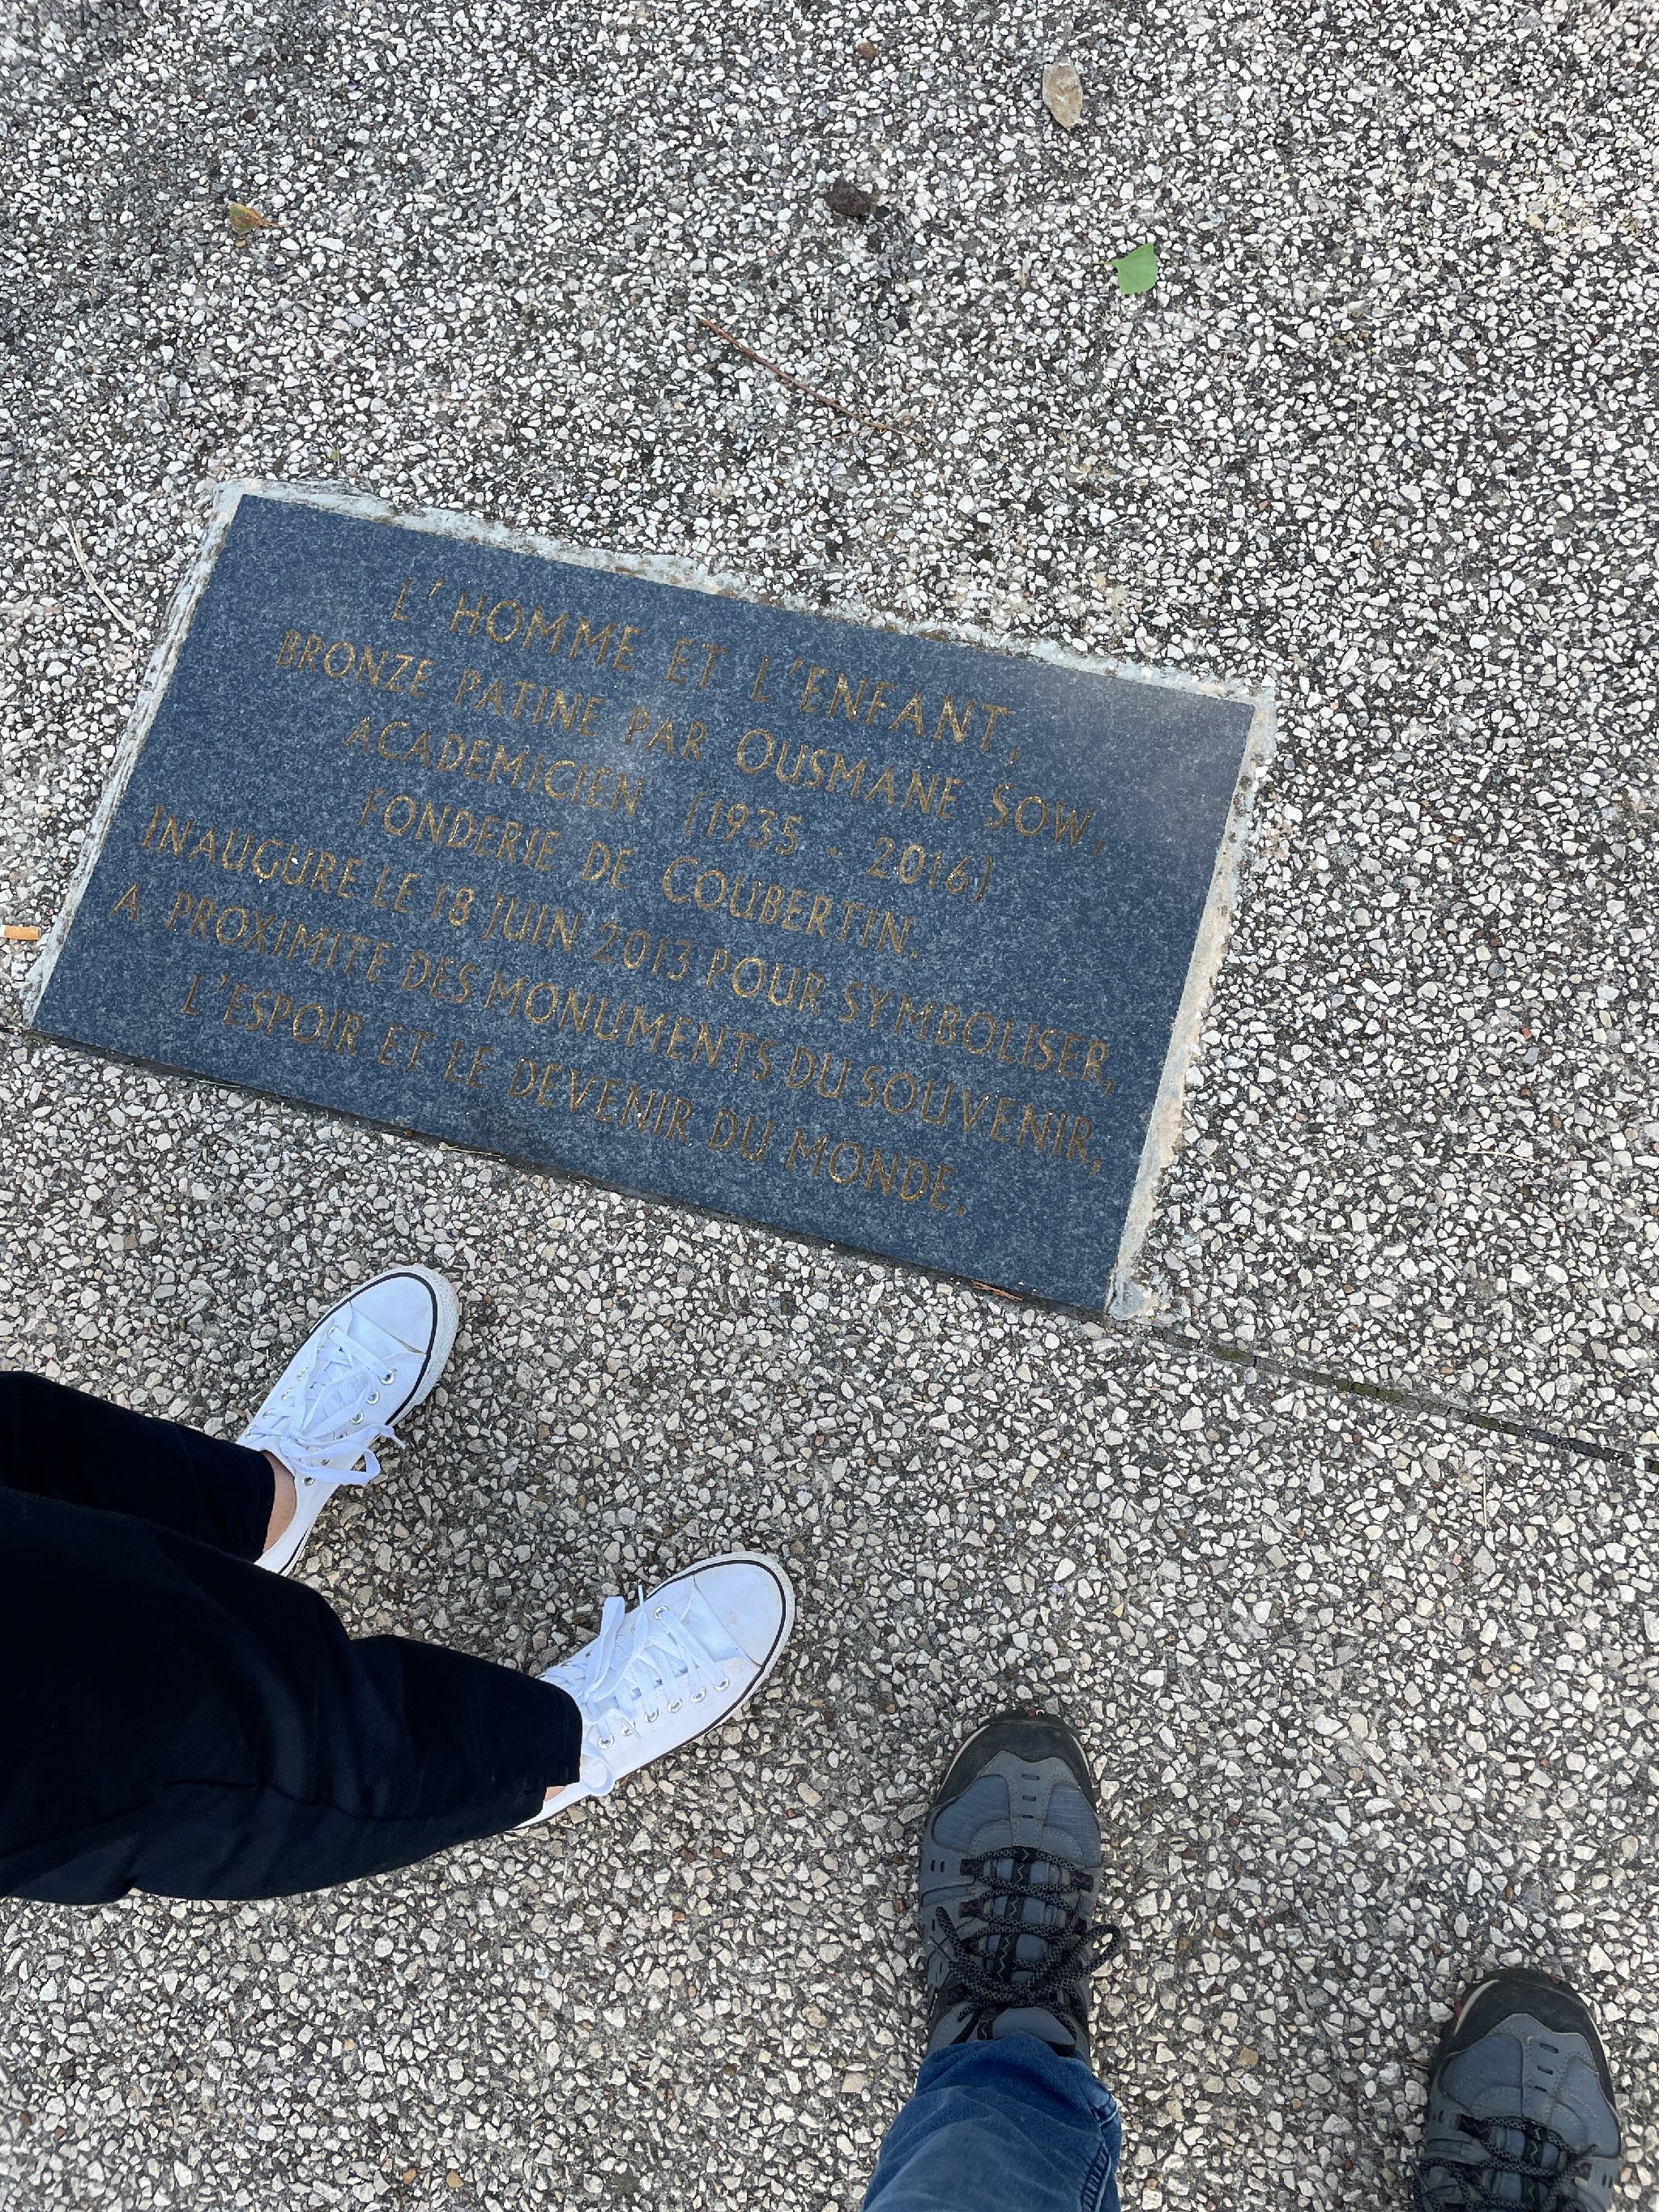 L'HOMME ET L'ENFANT,
BRONZE PATINE PAR OUSMANE SOW,
ACADEMICIEN (1935 - 2016)
FONDERIE DE COUBERTIN.
INAUGURE LE 18 JUIN 2013 POUR SYMBOLISER,
A PROXIMITE DES MONUMENTS DU SOUVENIR,
L'ESPOIR ET LE DEVENIR DU MONDE.